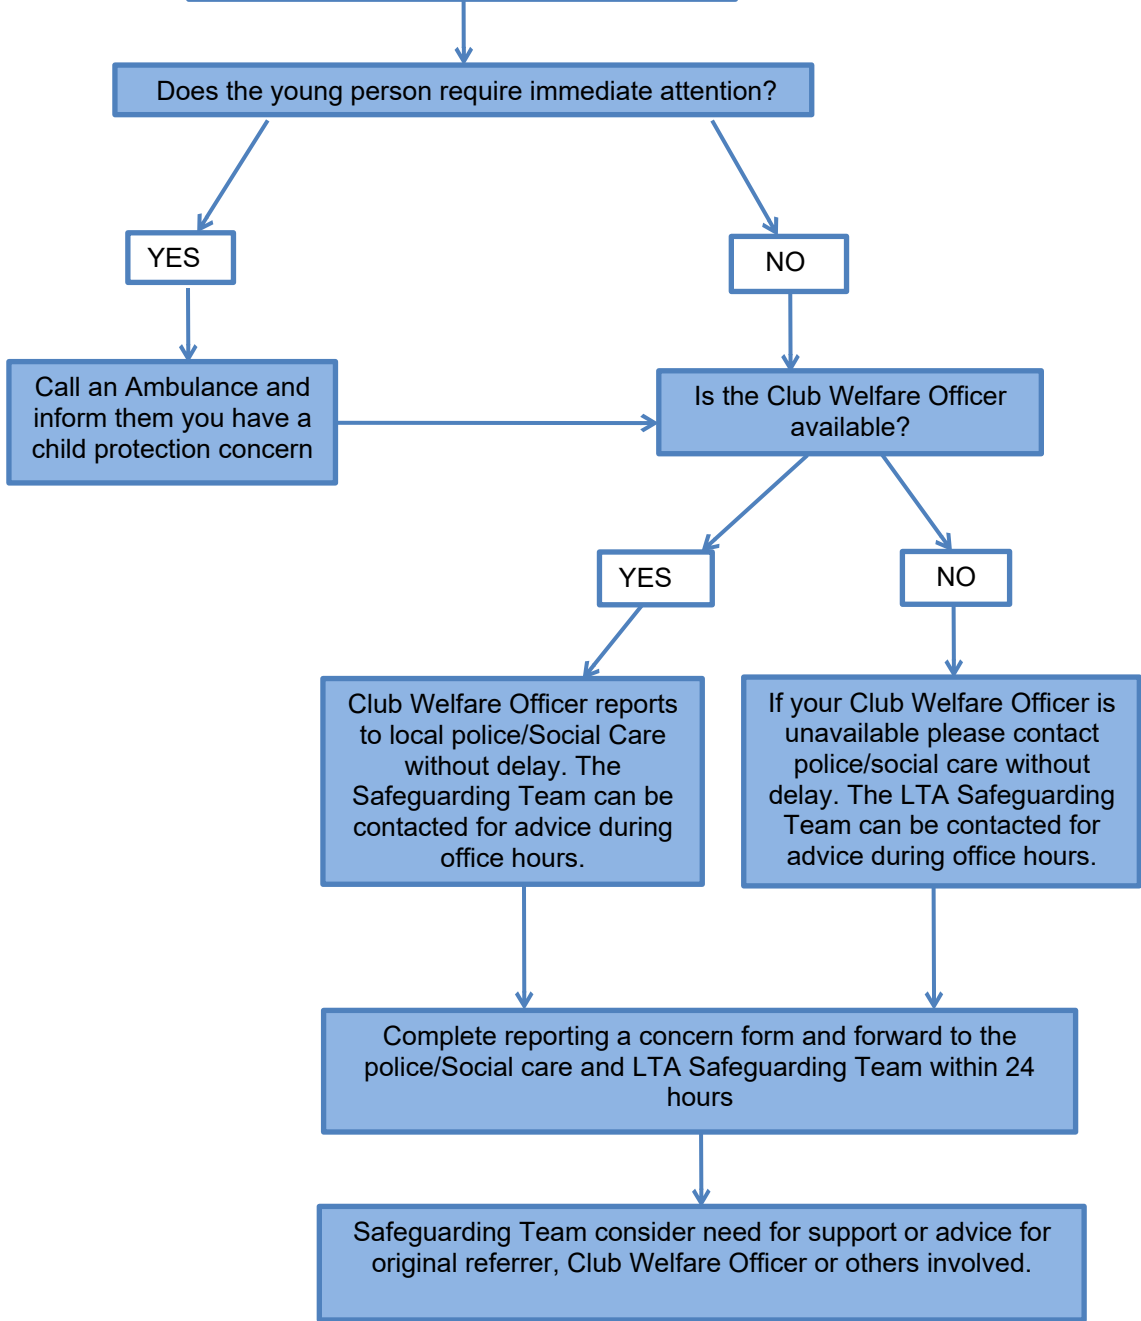 Does the young person require immediate attention?
YES
NO
Call an Ambulance and
inform them you have a
child protection concern
Is the Club Welfare Officer
available?
YES
NO
Club Welfare Officer reports
to local police/Social Care
without delay. The
Safeguarding Team can be
contacted for advice during
office hours.
If your Club Welfare Officer is
unavailable please contact
police/social care without
delay. The LTA Safeguarding
Team can be contacted for
advice during office hours.
Complete reporting a concern form and forward to the
police/Social care and LTA Safeguarding Team within 24
hours
Safeguarding Team consider need for support or advice for
original referrer, Club Welfare Officer or others involved.